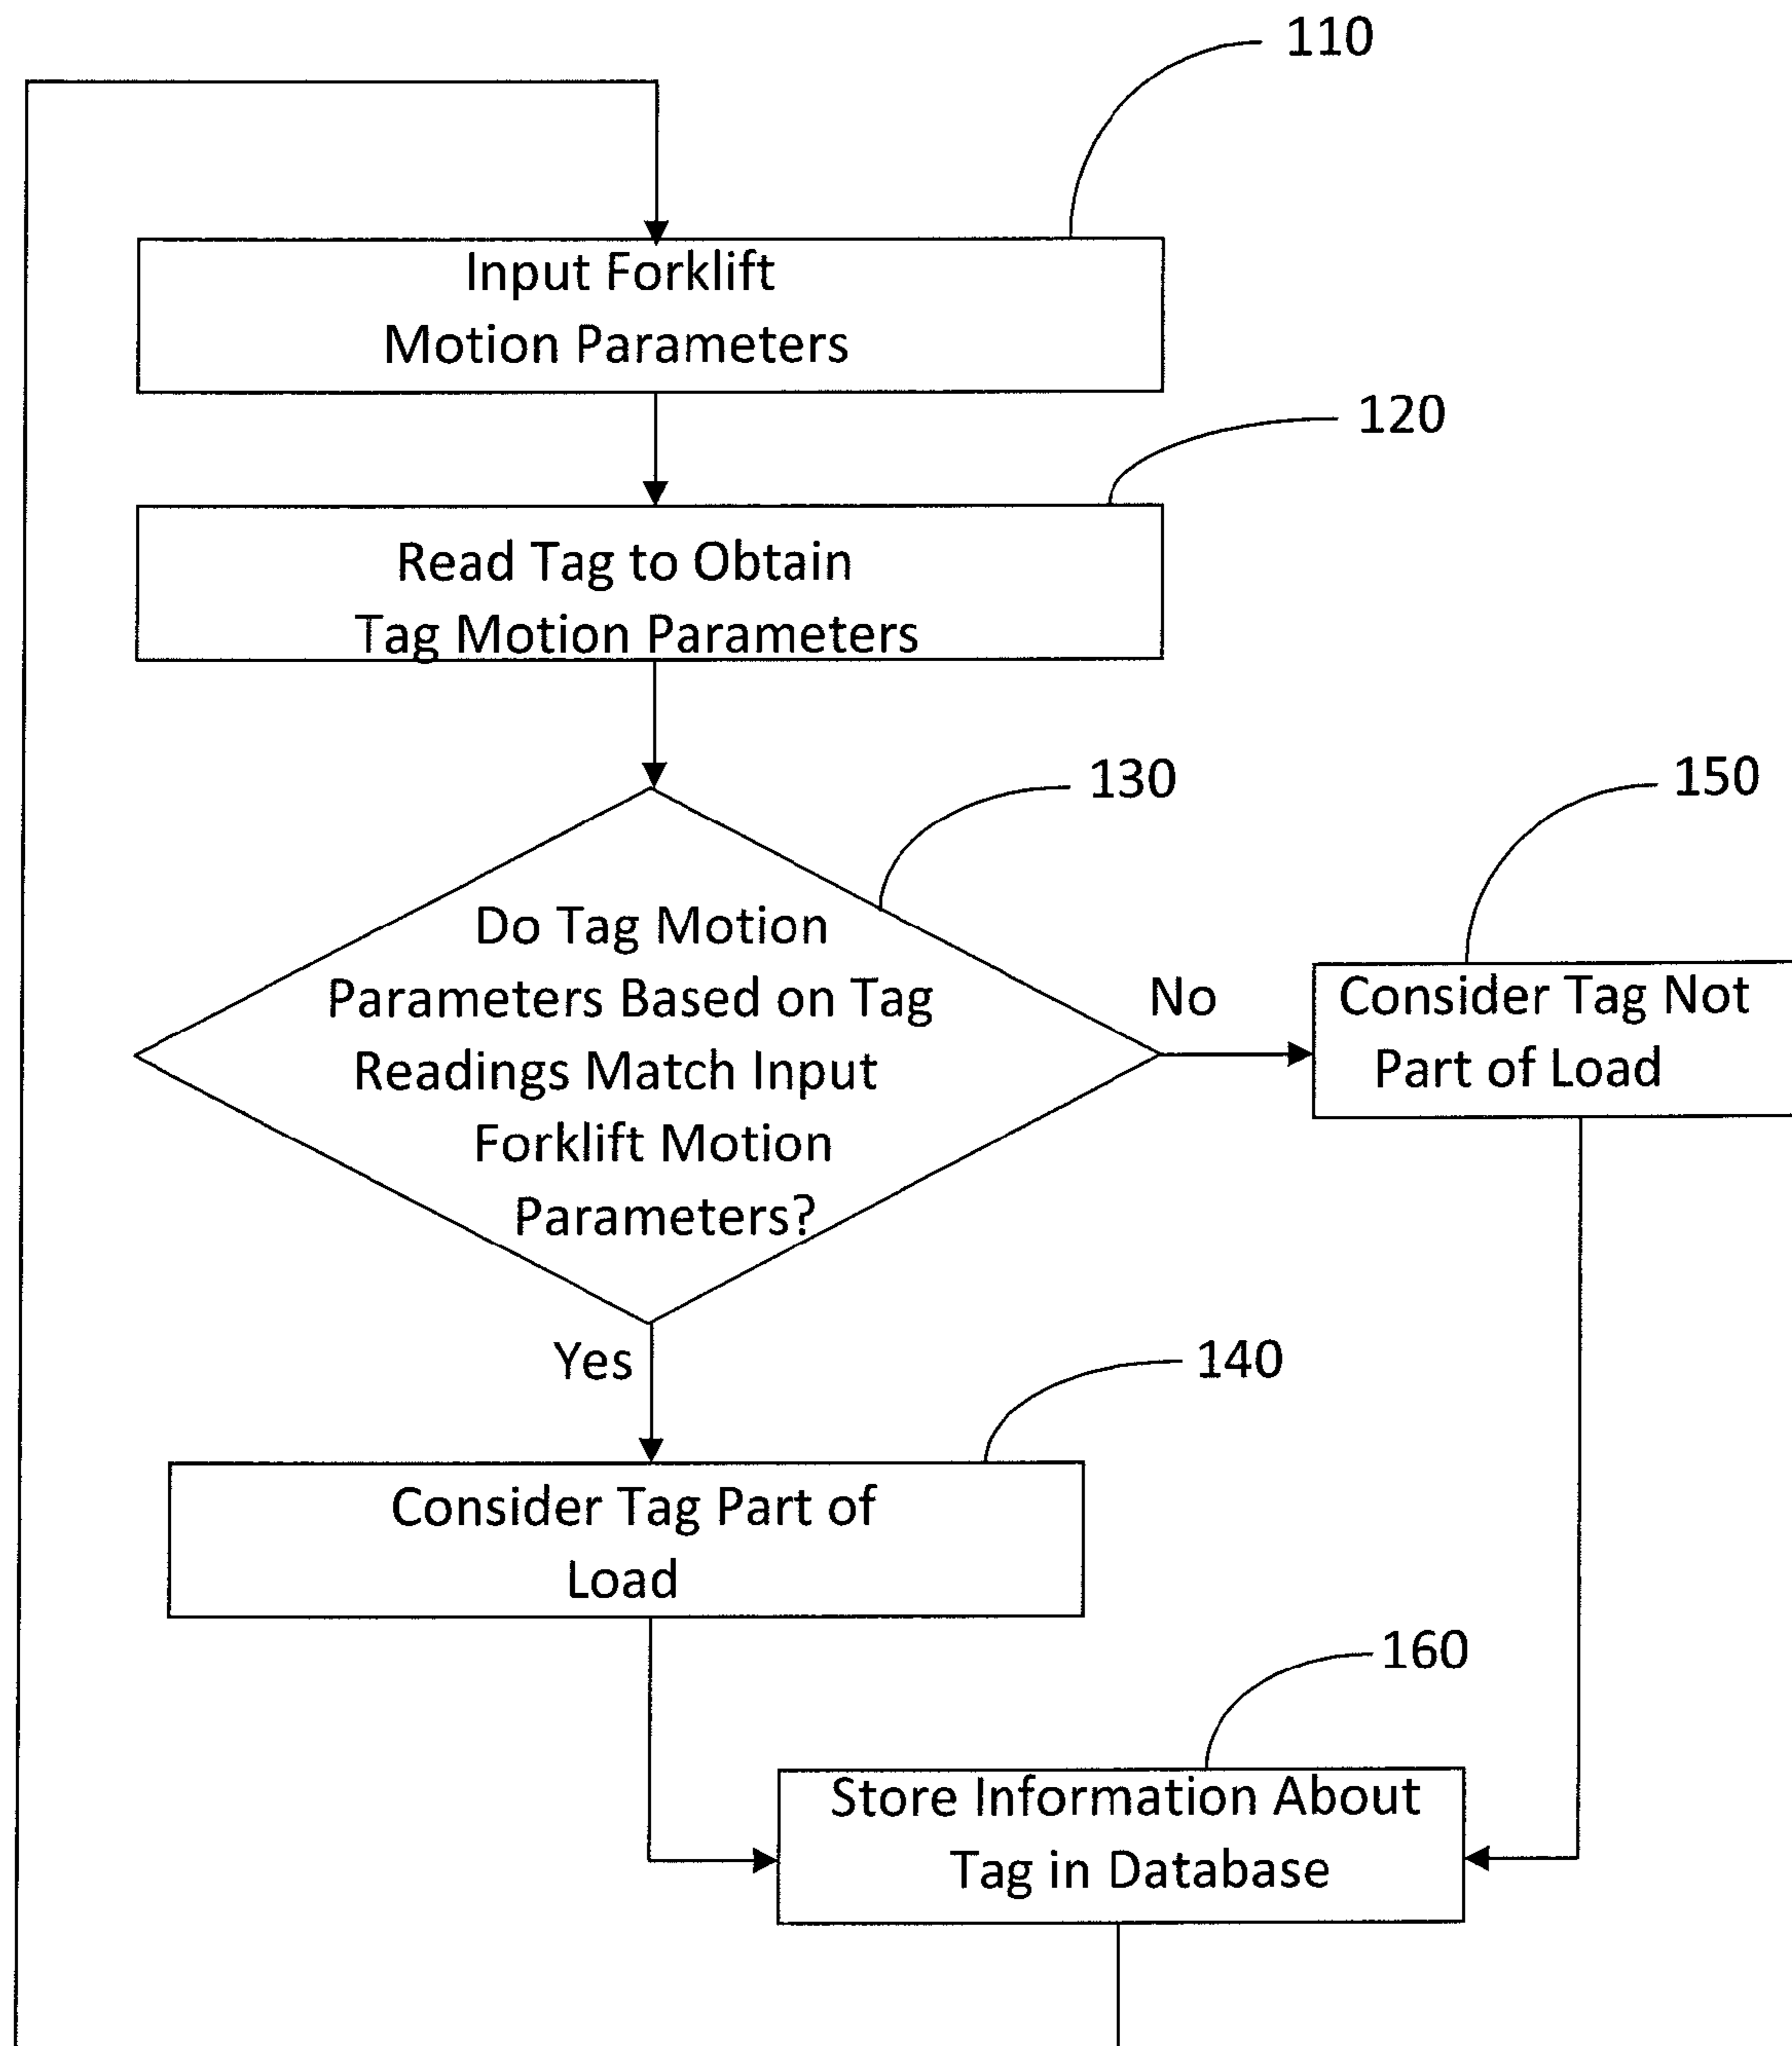 110
Input Forklift
Motion Parameters
120
Read Tag to Obtain
Tag Motion Parameters
130
150
Do Tag Motion
Parameters Based on Tag
Readings Match Input
Forklift Motion
Parameters?
No
Consider Tag Not
Part of Load
Yes
140
Consider Tag Part of
Load
160
Store Information About
Tag in Database